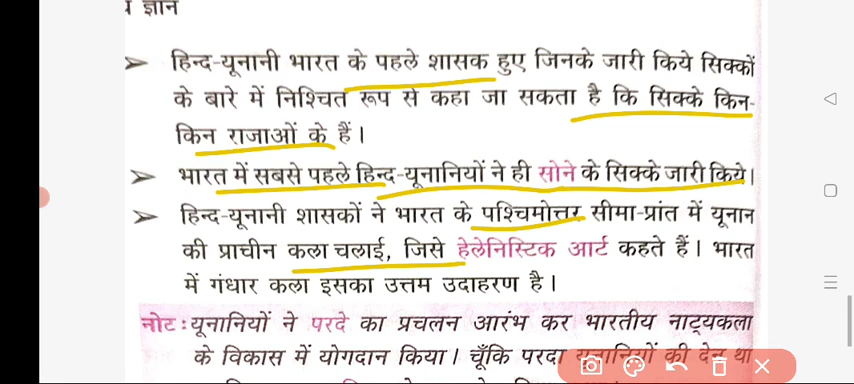 ज्ञान
➤ हिन्द-यूनानी भारत के पहले शासक हुए जिनके जारी किये सिक्कों
के बारे में निश्चित रूप से कहा जा सकता है कि सिक्के किन-
किन राजाओं के हैं।
➤ भारत में सबसे पहले हिन्द-यूनानियों ने ही सोने के सिक्के जारी किये।
➤ हिन्द-यूनानी शासकों ने भारत के पश्चिमोत्तर सीमा-प्रांत में यूनान
की प्राचीन कला चलाई, जिसे हेलेनिस्टिक आर्ट कहते हैं। भारत
में गंधार कला इसका उत्तम उदाहरण है।
नोट : यूनानियों ने परदे का प्रचलन आरंभ कर भारतीय नाट्यकला
के विकास में योगदान किया। चूँकि परदा यूनानियों की देन था